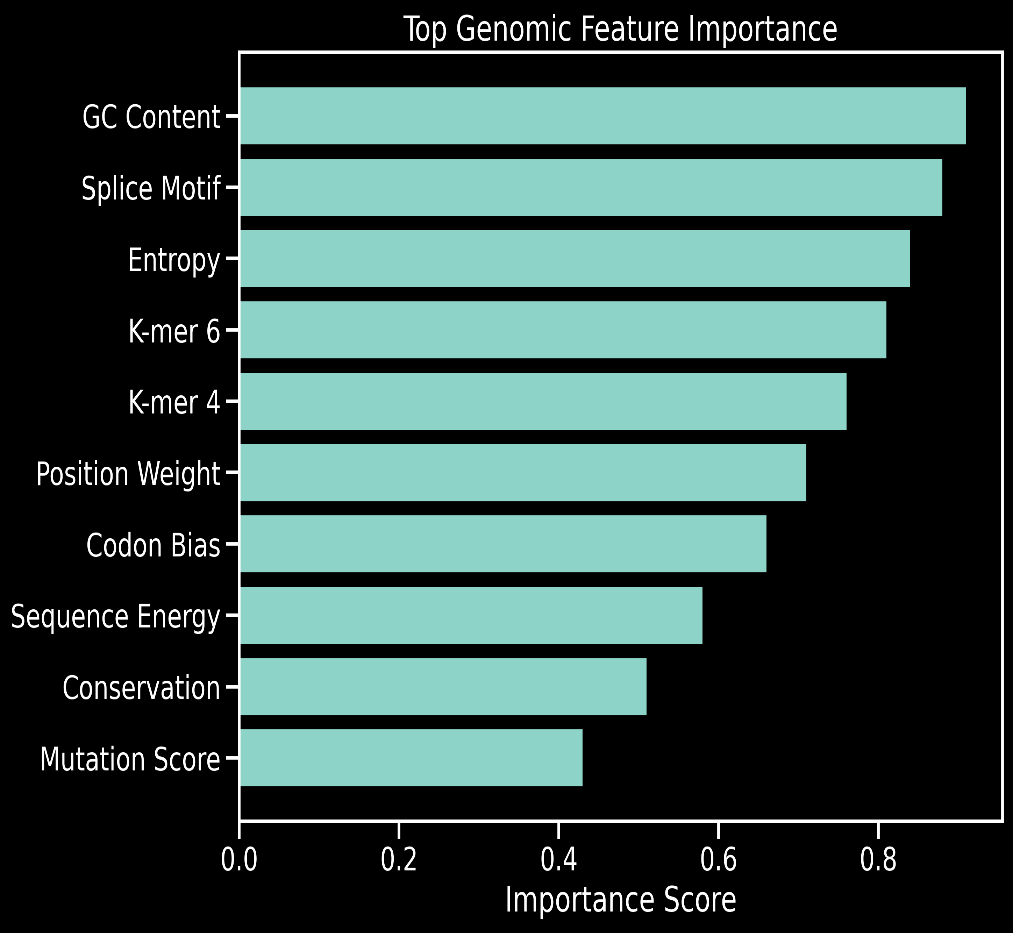 Top Genomic Feature Importance
GC Content
Splice Motif
Entropy
K-mer 6
K-mer 4
Position Weight
Codon Bias
Sequence Energy
Conservation
Mutation Score
0.0 0.2 0.4 0.6 0.8
Importance Score